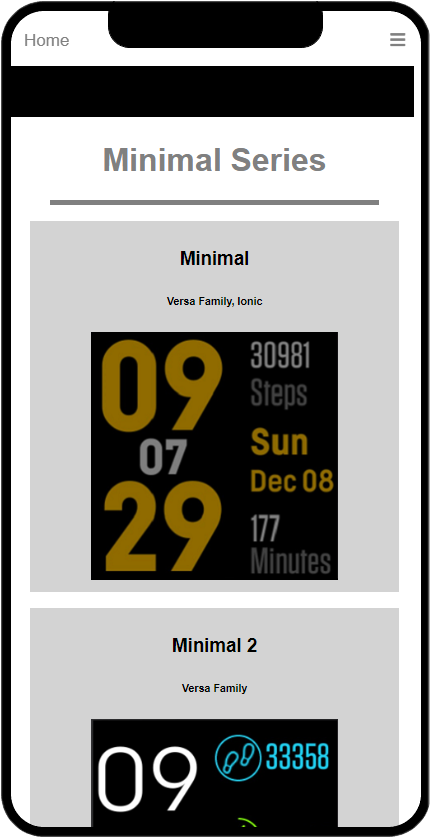 Home ☰
Minimal Series
Minimal
Versa Family, Ionic
09
07
29
30981
Steps
Sun
Dec 08
177
Minutes
Minimal 2
Versa Family
09
33358